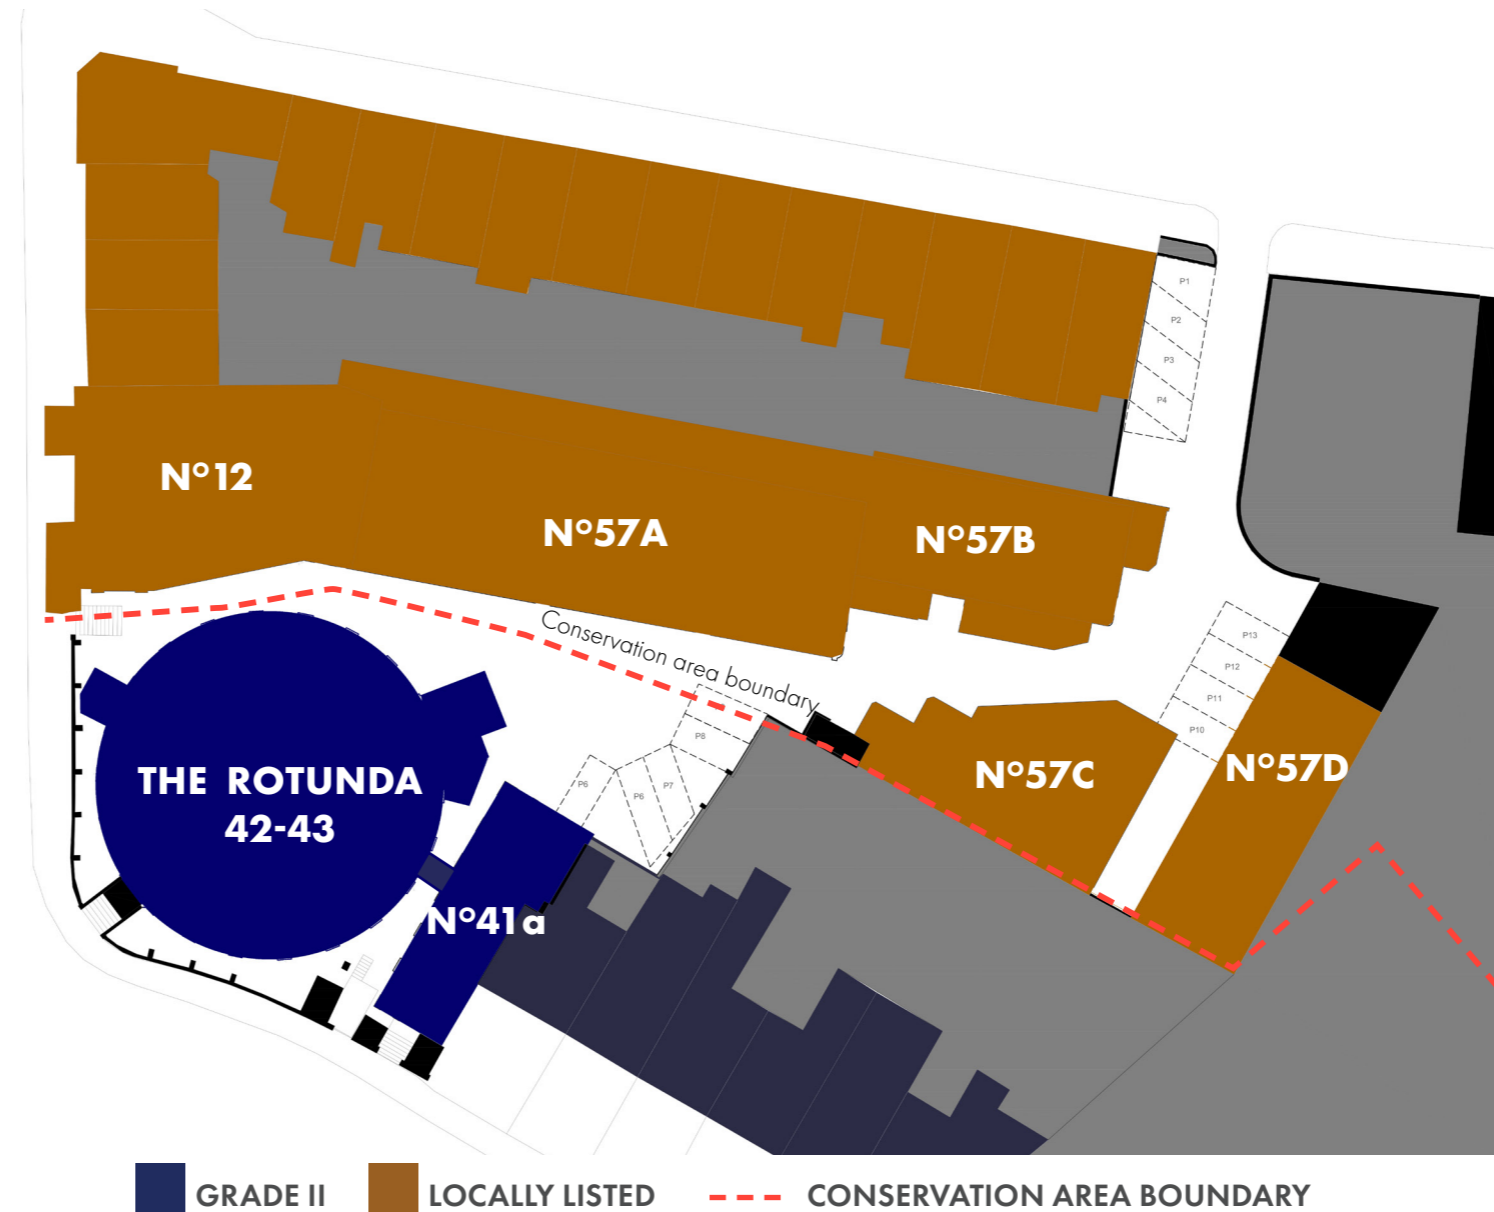 P1
P2
P3
P4
N°12
N°57A
N°57B
Conservation area boundary
P13
P12
P11
P10
P8
P7
P6
P6
N°57C
N°57D
THE ROTUNDA
42-43
N°41a
GRADE II
LOCALLY LISTED
CONSERVATION AREA BOUNDARY